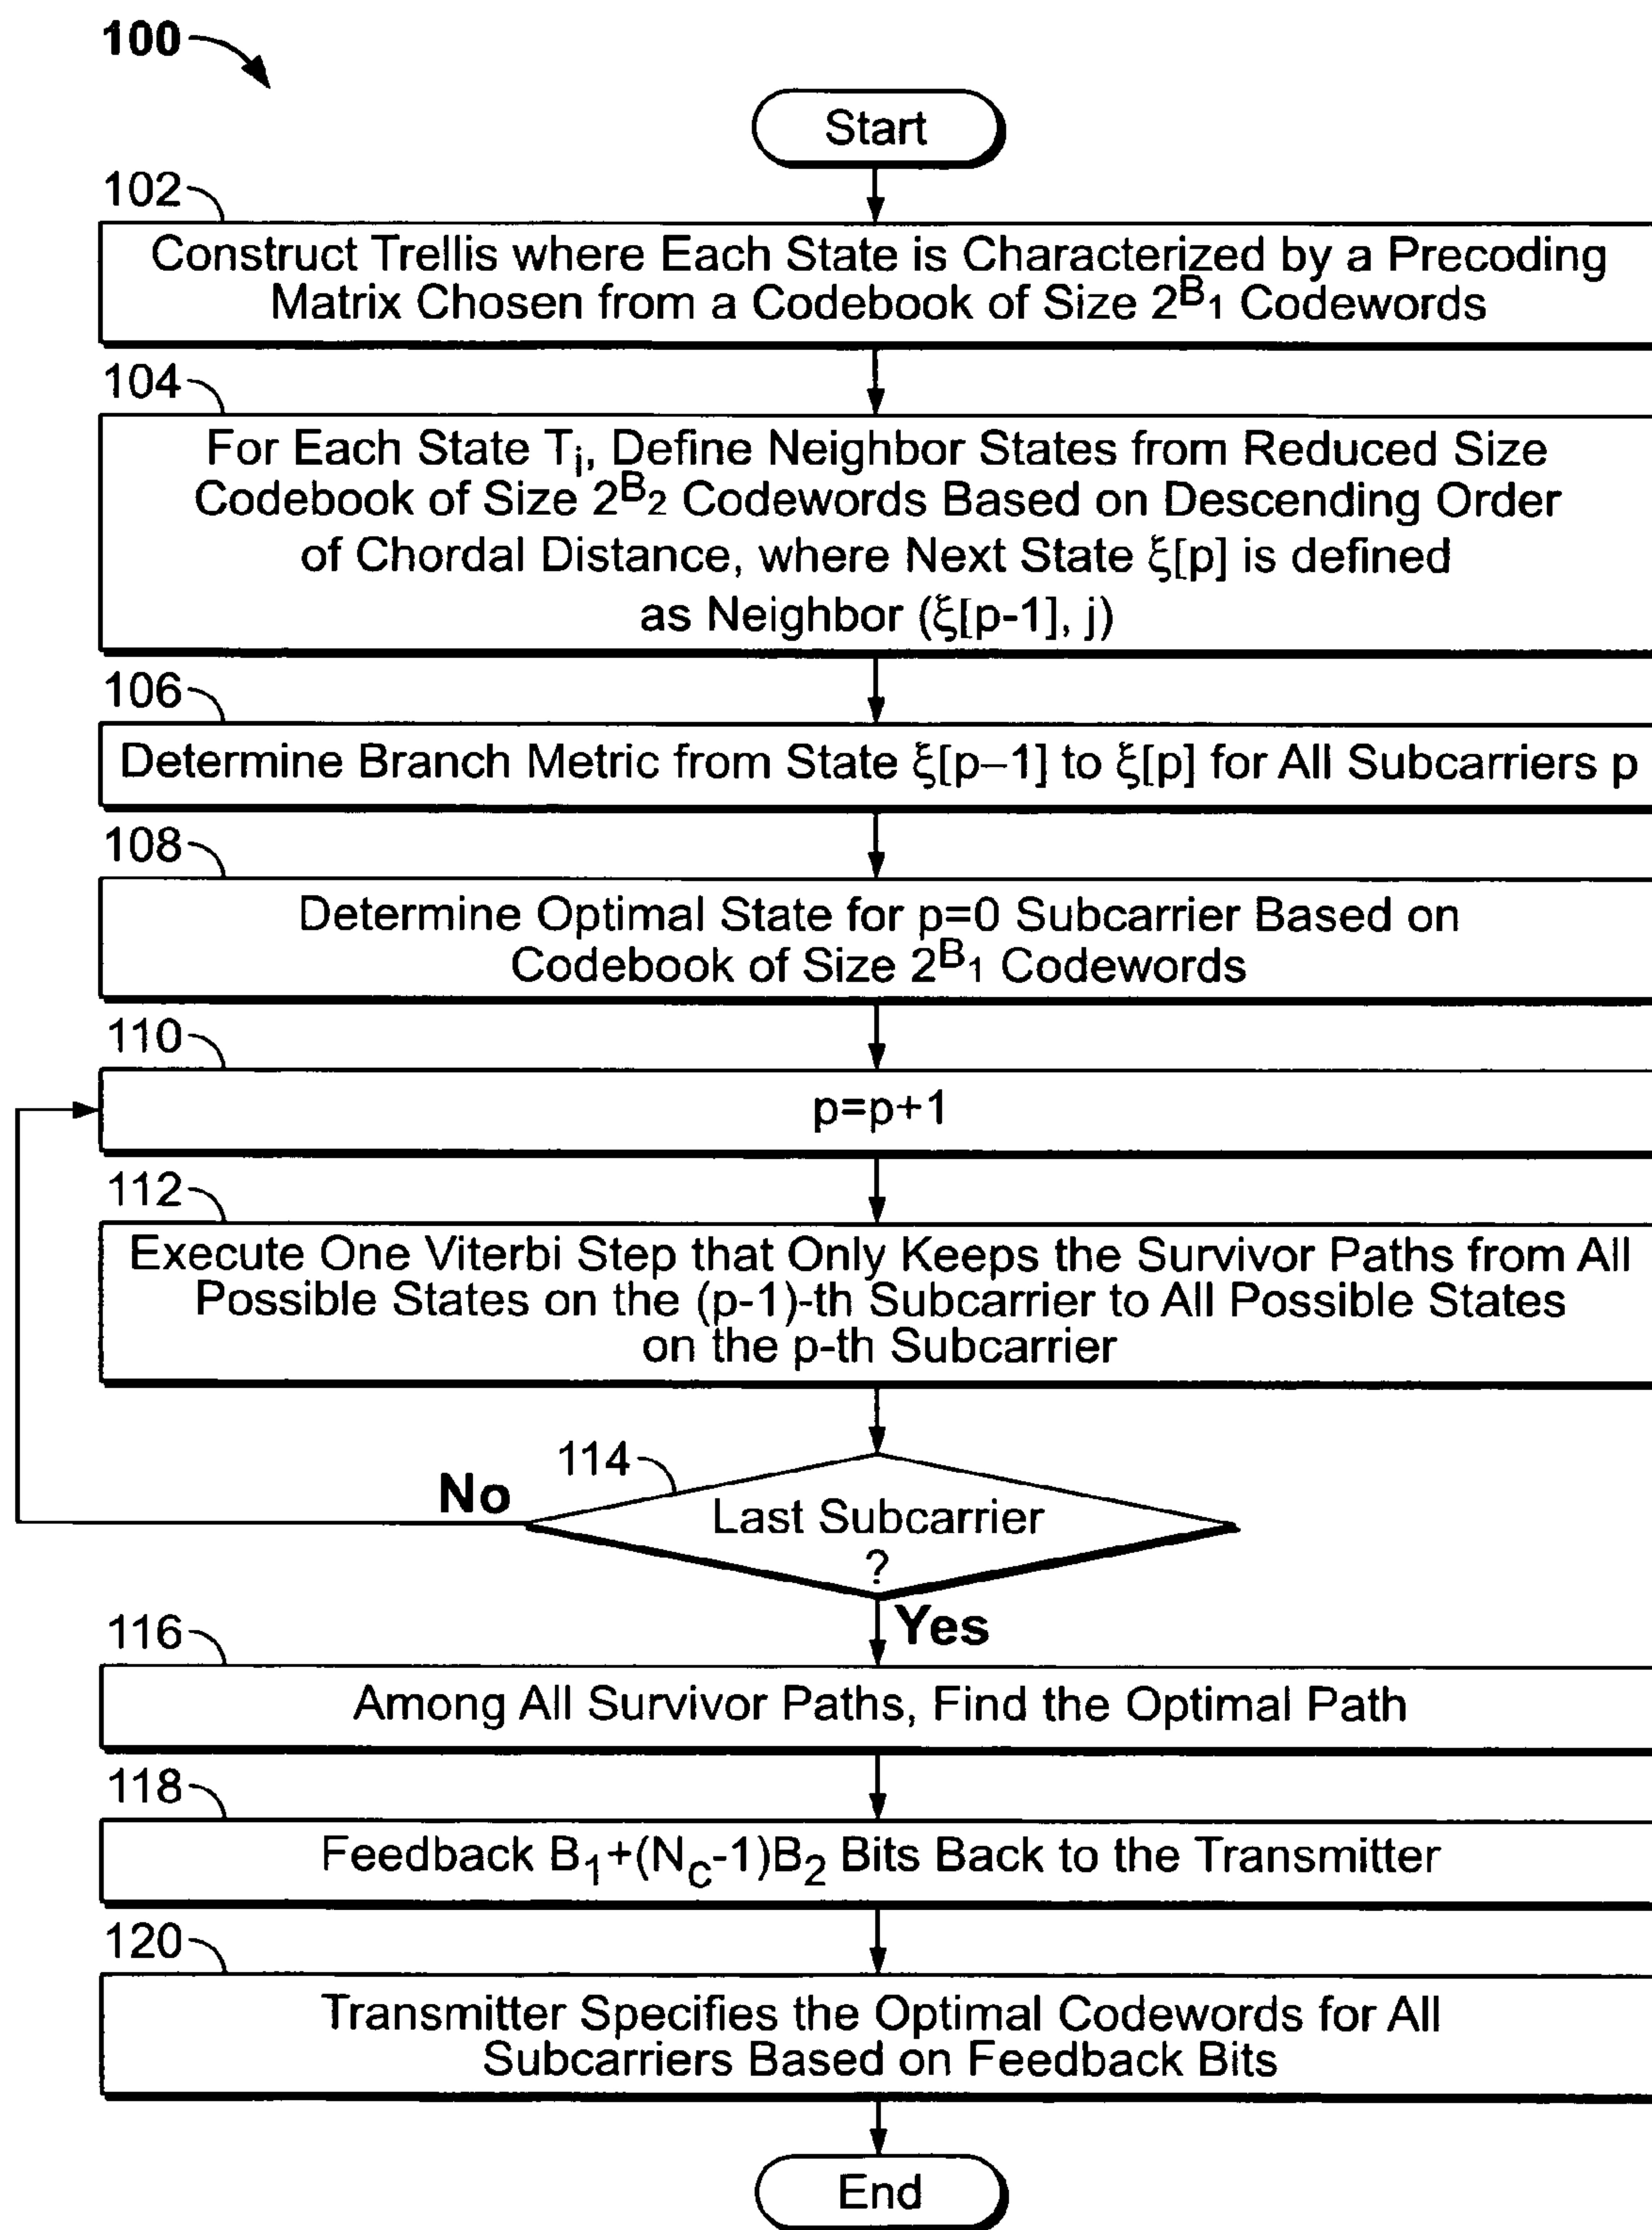 100
Start
102
Construct Trellis where Each State is Characterized by a Precoding
Matrix Chosen from a Codebook of Size 2^B₁ Codewords
104
For Each State Tᵢ, Define Neighbor States from Reduced Size
Codebook of Size 2^B₂ Codewords Based on Descending Order
of Chordal Distance, where Next State ξ[p] is defined
as Neighbor (ξ[p-1], j)
106
Determine Branch Metric from State ξ[p–1] to ξ[p] for All Subcarriers p
108
Determine Optimal State for p=0 Subcarrier Based on
Codebook of Size 2^B₁ Codewords
110
p=p+1
112
Execute One Viterbi Step that Only Keeps the Survivor Paths from All
Possible States on the (p-1)-th Subcarrier to All Possible States
on the p-th Subcarrier
114
No
Last Subcarrier
?
Yes
116
Among All Survivor Paths, Find the Optimal Path
118
Feedback B₁+(N_C-1)B₂ Bits Back to the Transmitter
120
Transmitter Specifies the Optimal Codewords for All
Subcarriers Based on Feedback Bits
End